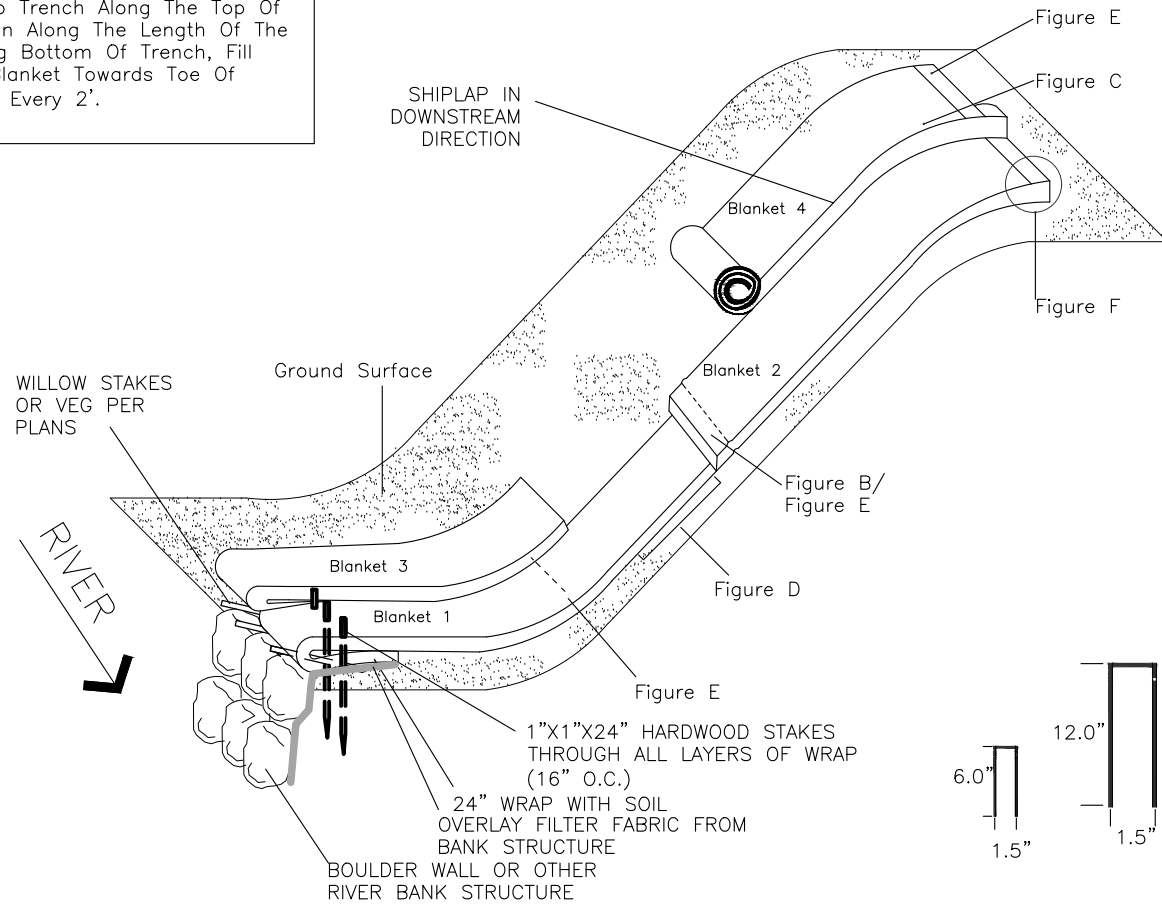 Trench Along The Top Of
Along The Length Of The
Bottom Of Trench, Fill
Blanket Towards Toe Of
Every 2'.
Figure E
Figure C
SHIPLAP IN
DOWNSTREAM
DIRECTION
Blanket 4
Figure F
Blanket 2
Ground Surface
WILLOW STAKES
OR VEG PER
PLANS
Figure B/
Figure E
RIVER
Blanket 3
Figure D
Blanket 1
Figure E
1"X1"X24" HARDWOOD STAKES
THROUGH ALL LAYERS OF WRAP
(16" O.C.)
24" WRAP WITH SOIL
OVERLAY FILTER FABRIC FROM
BANK STRUCTURE
BOULDER WALL OR OTHER
RIVER BANK STRUCTURE
12.0"
6.0"
1.5"
1.5"